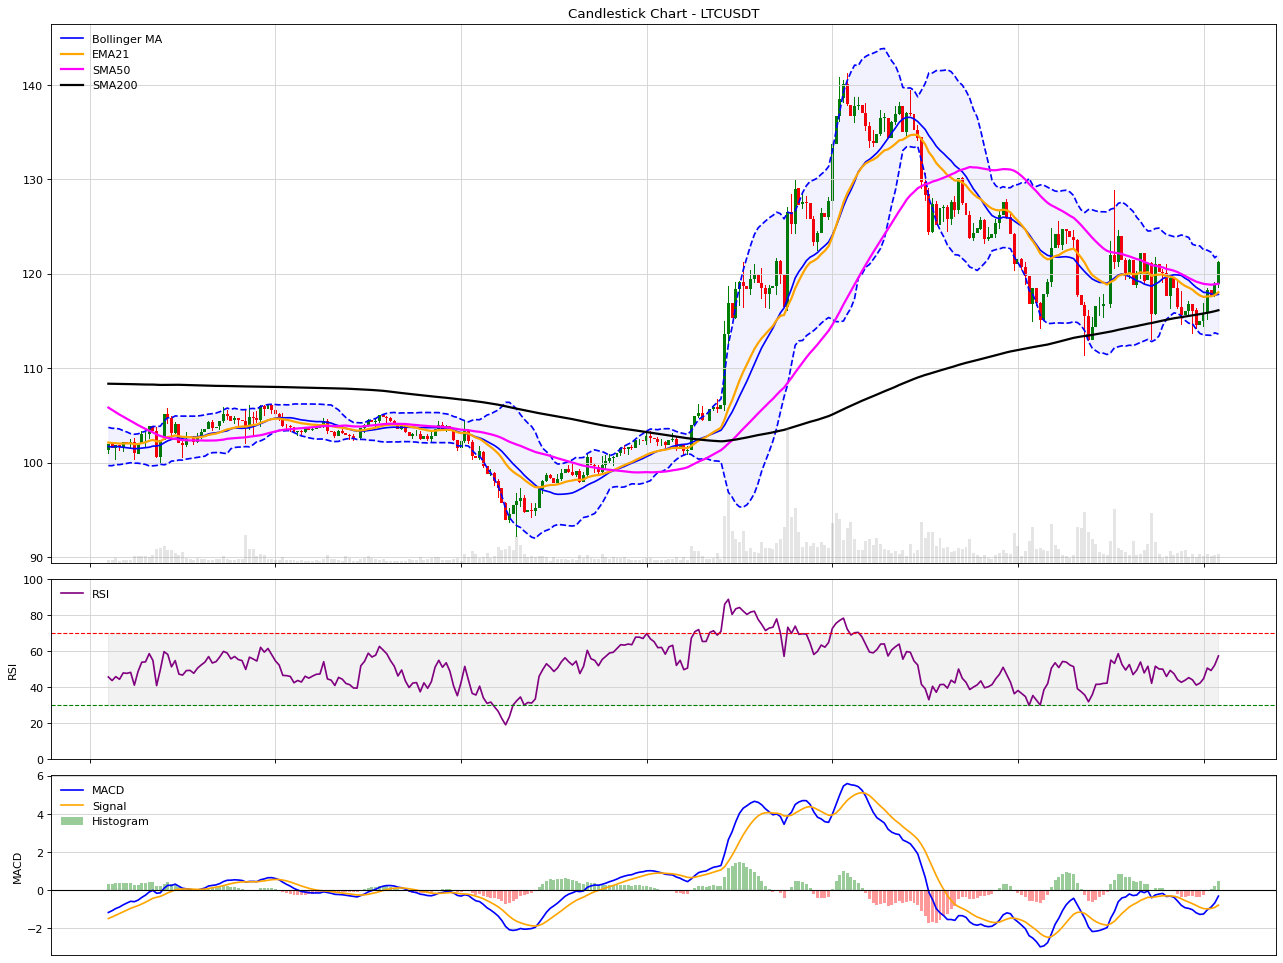 Candlestick Chart - LTCUSDT
Bollinger MA
EMA21
SMA50
SMA200
140
130
120
110
100
90
100
80
60
40
20
0
RSI
RSI
6
4
2
0
−2
MACD
MACD
Signal
Histogram